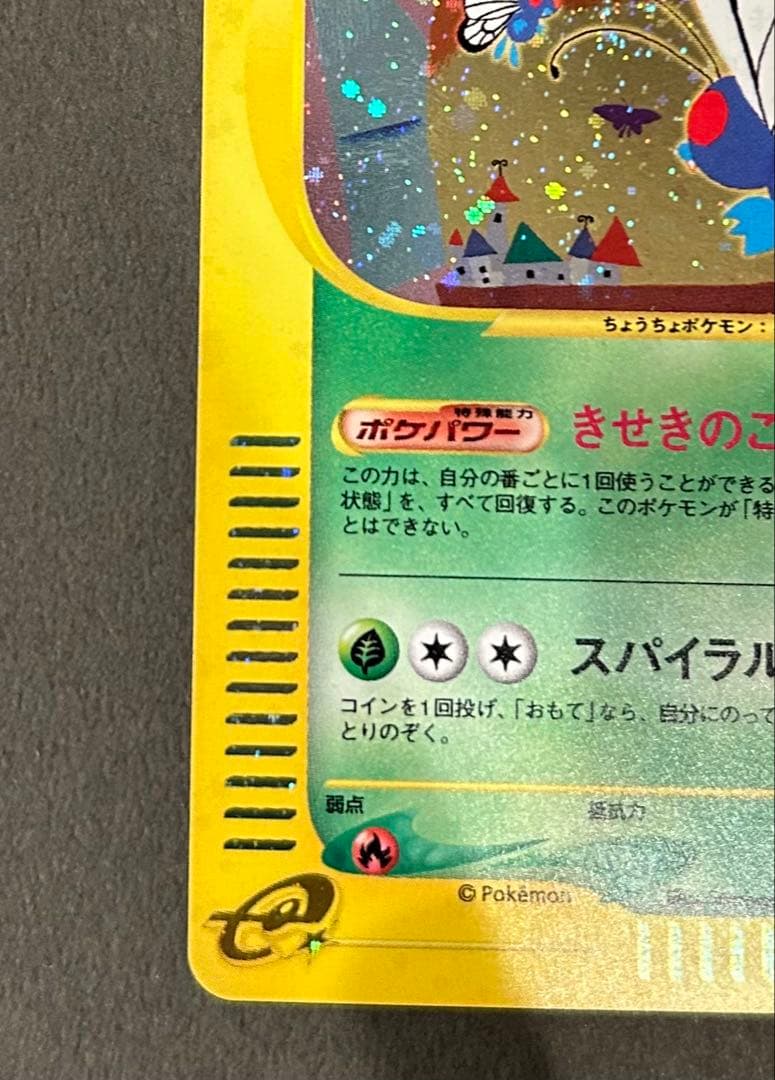 ちょうちょポケモン：
特殊能力
ポケパワー きせきのこ
この力は、自分の番ごとに1回使うことができる
状態」を、すべて回復する。このポケモンが「特
とはできない。
スパイラル
コインを1回投げ、「おもて」なら、自分にのって
とりのぞく。
弱点 抵抗力
© Pokémon
e